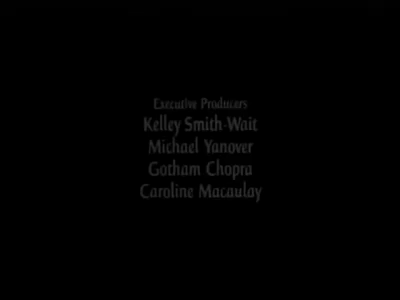 Executive Producers
Kelley Smith-Wait
Michael Yanover
Gotham Chopra
Caroline Macaulay